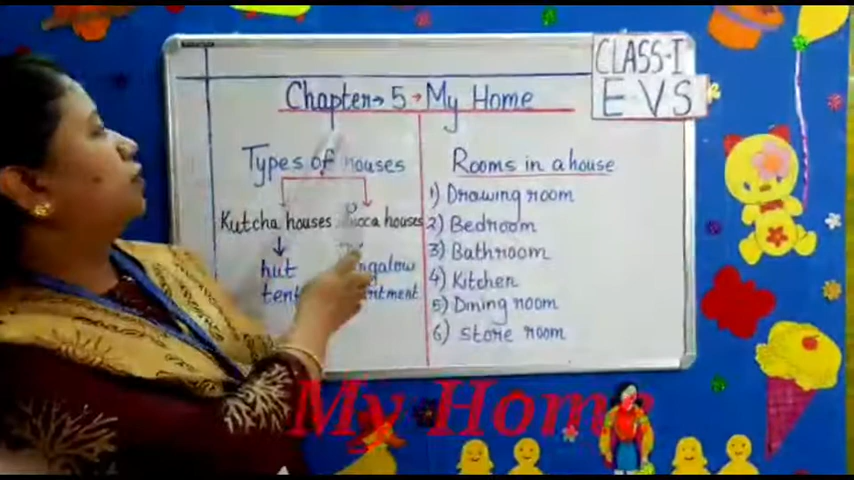 CLASS-I
E V S
Chapter → 5 → My Home
Types of houses
Kutcha houses houses
hut
tent
Rooms in a house
1) Drawing room
2) Bedroom
3) Bathroom
4) Kitchen
5) Dining room
6) store room
My Home